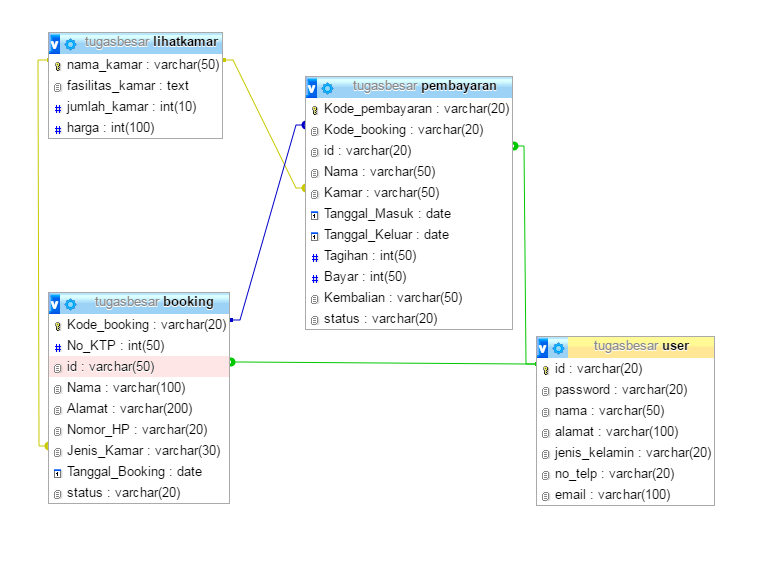 tugasbesar lihatkamar
nama_kamar : varchar(50)
fasilitas_kamar : text
jumlah_kamar : int(10)
harga : int(100)
tugasbesar pembayaran
Kode_pembayaran : varchar(20)
Kode_booking : varchar(20)
id : varchar(20)
Nama : varchar(50)
Kamar : varchar(50)
Tanggal_Masuk : date
Tanggal_Keluar : date
Tagihan : int(50)
Bayar : int(50)
Kembalian : varchar(50)
status : varchar(20)
tugasbesar booking
Kode_booking : varchar(20)
No_KTP : int(50)
id : varchar(50)
Nama : varchar(100)
Alamat : varchar(200)
Nomor_HP : varchar(20)
Jenis_Kamar : varchar(30)
Tanggal_Booking : date
status : varchar(20)
tugasbesar user
id : varchar(20)
password : varchar(20)
nama : varchar(50)
alamat : varchar(100)
jenis_kelamin : varchar(20)
no_telp : varchar(20)
email : varchar(100)